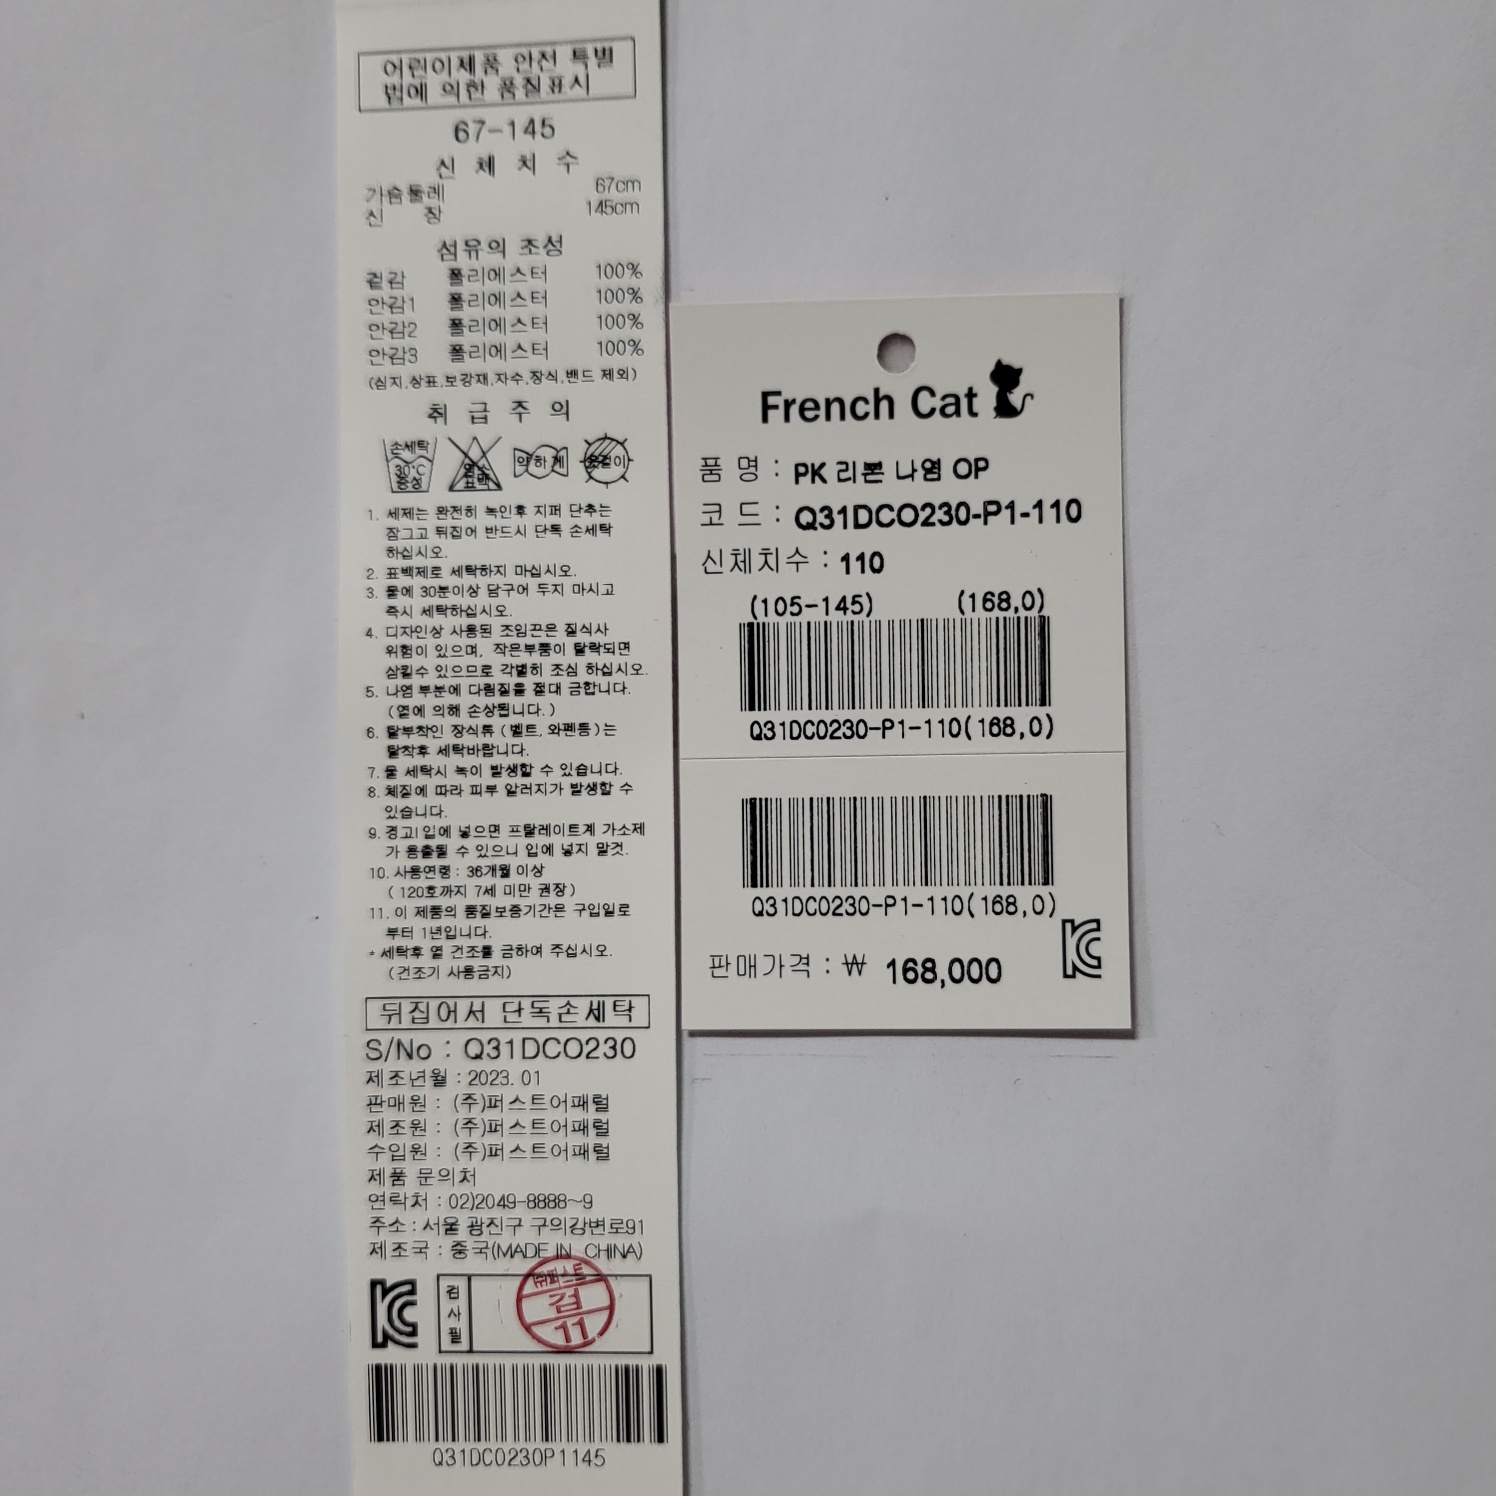 어린이제품 안전 특별
법에 의한 품질표시
67-145
신 체 치 수
가슴둘레 67cm
신 장 145cm
섬유의 조성
겉감 폴리에스터 100%
안감1 폴리에스터 100%
안감2 폴리에스터 100%
안감3 폴리에스터 100%
(심지,상표,보강재,자수,장식,밴드 제외)
취 급 주 의
손세탁
30°C
중성
염소
표백
약하게
옷걸이
1. 세제는 완전히 녹인후 지퍼 단추는
잠그고 뒤집어 반드시 단독 손세탁
하십시오.
2. 표백제로 세탁하지 마십시오.
3. 물에 30분이상 담구어 두지 마시고
즉시 세탁하십시오.
4. 디자인상 사용된 조임끈은 질식사
위험이 있으며, 작은부품이 탈락되면
삼킬수 있으므로 각별히 조심 하십시오.
5. 나염 부분에 다림질을 절대 금합니다.
(열에 의해 손상됩니다.)
6. 탈부착인 장식류 (벨트, 와펜등)는
탈착후 세탁바랍니다.
7. 물 세탁시 녹이 발생할 수 있습니다.
8. 체질에 따라 피부 알러지가 발생할 수
있습니다.
9. 경고! 입에 넣으면 프탈레이트계 가소제
가 용출될 수 있으니 입에 넣지 말것.
10. 사용연령 : 36개월 이상
( 120호까지 7세 미만 권장 )
11. 이 제품의 품질보증기간은 구입일로
부터 1년입니다.
* 세탁후 열 건조를 금하여 주십시오.
(건조기 사용금지)
뒤집어서 단독손세탁
S/No : Q31DCO230
제조년월 : 2023. 01
판매원 : (주)퍼스트어패럴
제조원 : (주)퍼스트어패럴
수입원 : (주)퍼스트어패럴
제품 문의처
연락처 : 02)2049-8888~9
주소 : 서울 광진구 구의강변로91
제조국 : 중국(MADE IN CHINA)
KC
검사필
(주)퍼스트
검
11
Q31DCO230P1145
French Cat
품 명 : PK 리본 나염 OP
코 드 : Q31DCO230-P1-110
신체치수 : 110
(105-145) (168,0)
Q31DCO230-P1-110(168,0)
Q31DCO230-P1-110(168,0)
KC
판매가격 : ₩ 168,000